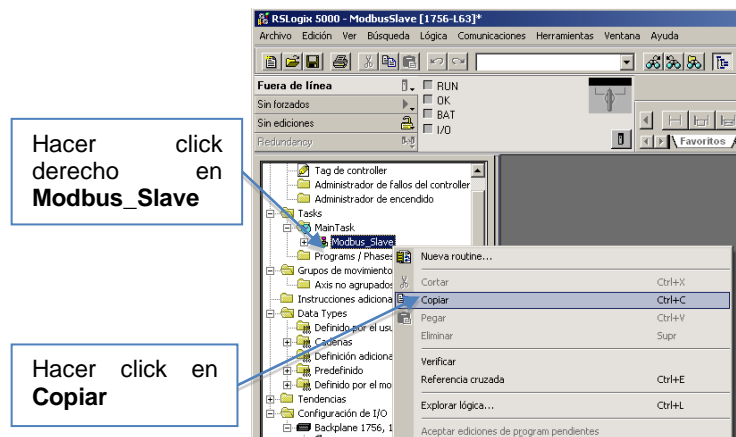 RSLogix 5000 - ModbusSlave [1756-L63]*
Archivo Edición Ver Búsqueda Lógica Comunicaciones Herramientas Ventana Ayuda
Fuera de línea
RUN
Sin forzados
OK
Sin ediciones
BAT
Redundancy
I/O
Favoritos
Hacer click
derecho en
Modbus_Slave
Tag de controller
Administrador de fallos del controller
Administrador de encendido
Tasks
MainTask
Modbus_Slave
Programs / Phases
Grupos de movimiento
Axis no agrupados
Instrucciones adiciona
Data Types
Definido por el usu
Cadenas
Definición adiciona
Predefinido
Definido por el mo
Tendencias
Configuración de I/O
Backplane 1756, 1
Nueva routine...
Cortar Ctrl+X
Copiar Ctrl+C
Pegar Ctrl+V
Eliminar Supr
Verificar
Referencia cruzada Ctrl+E
Explorar lógica... Ctrl+L
Aceptar ediciones de program pendientes
Hacer click en
Copiar